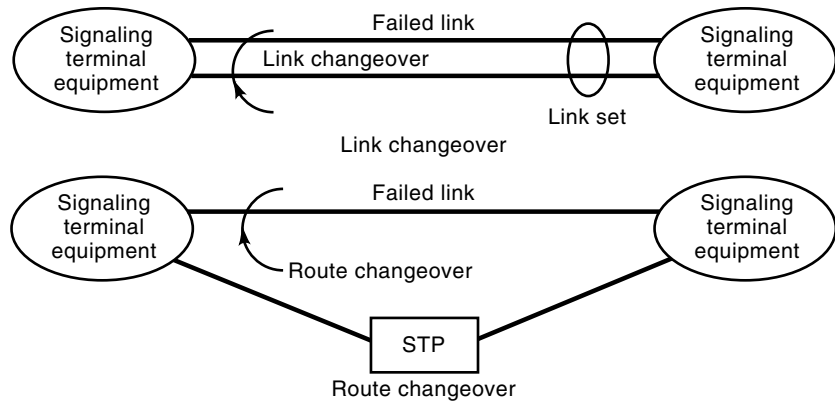 Signaling
terminal
equipment
Failed link
Link changeover
Link set
Signaling
terminal
equipment
Link changeover
Signaling
terminal
equipment
Failed link
Route changeover
Signaling
terminal
equipment
STP
Route changeover